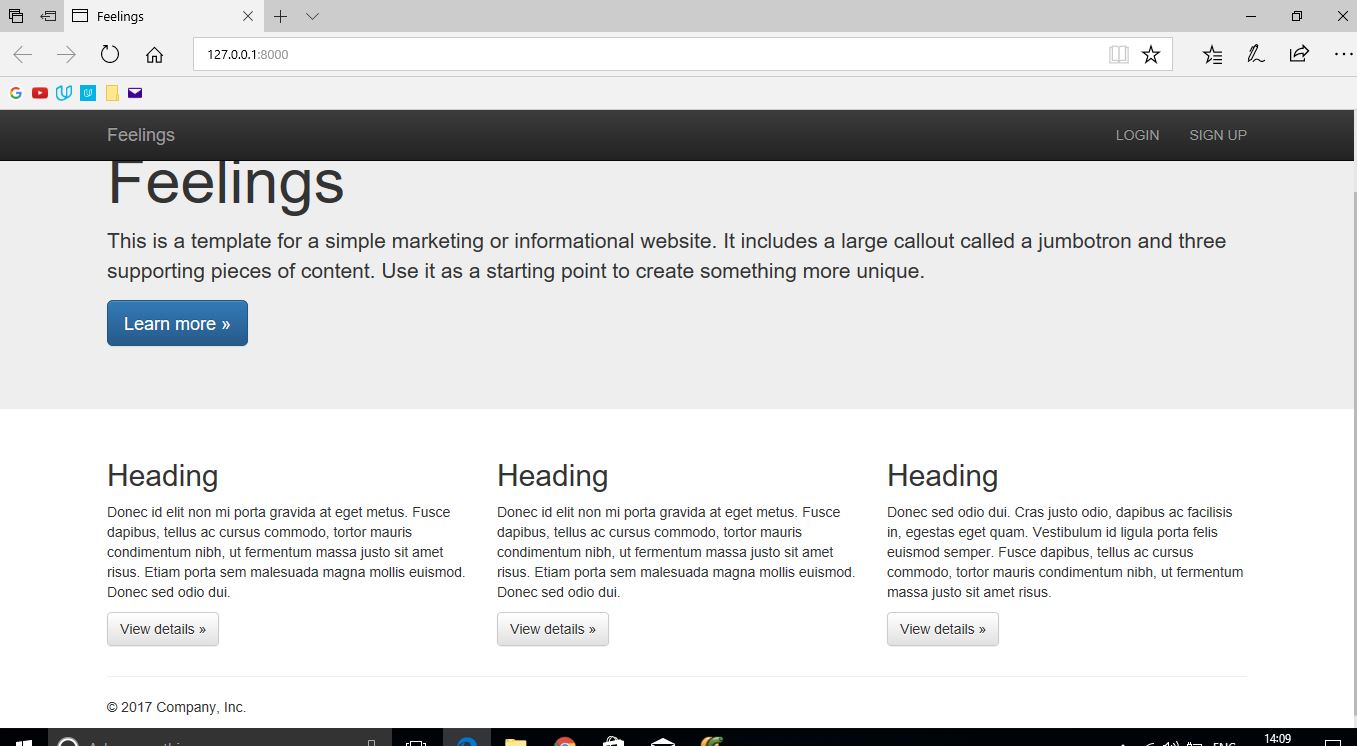 Feelings
127.0.0.1:8000
Feelings
LOGIN
SIGN UP
Feelings
This is a template for a simple marketing or informational website. It includes a large callout called a jumbotron and three
supporting pieces of content. Use it as a starting point to create something more unique.
Learn more »
Heading
Donec id elit non mi porta gravida at eget metus. Fusce
dapibus, tellus ac cursus commodo, tortor mauris
condimentum nibh, ut fermentum massa justo sit amet
risus. Etiam porta sem malesuada magna mollis euismod.
Donec sed odio dui.
View details »
Heading
Donec id elit non mi porta gravida at eget metus. Fusce
dapibus, tellus ac cursus commodo, tortor mauris
condimentum nibh, ut fermentum massa justo sit amet
risus. Etiam porta sem malesuada magna mollis euismod.
Donec sed odio dui.
View details »
Heading
Donec sed odio dui. Cras justo odio, dapibus ac facilisis
in, egestas eget quam. Vestibulum id ligula porta felis
euismod semper. Fusce dapibus, tellus ac cursus
commodo, tortor mauris condimentum nibh, ut fermentum
massa justo sit amet risus.
View details »
© 2017 Company, Inc.
ENG
14:09